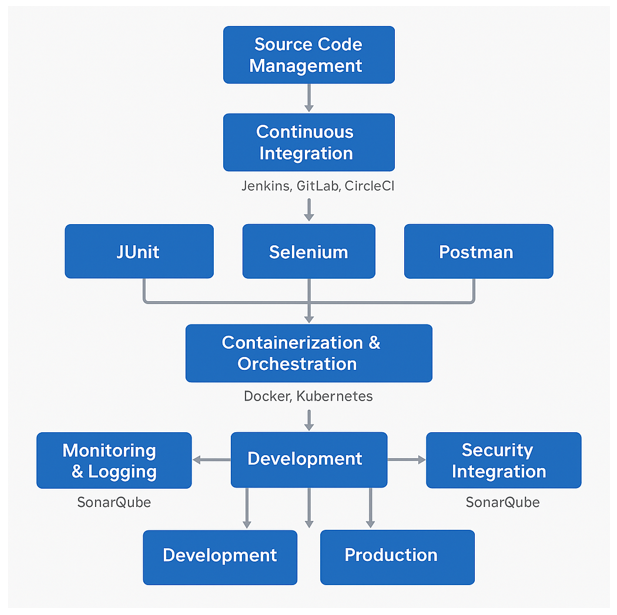 Source Code
Management
Continuous
Integration
Jenkins, GitLab, CircleCI
JUnit
Selenium
Postman
Containerization &
Orchestration
Docker, Kubernetes
Monitoring
& Logging
SonarQube
Development
Security
Integration
SonarQube
Development
Production